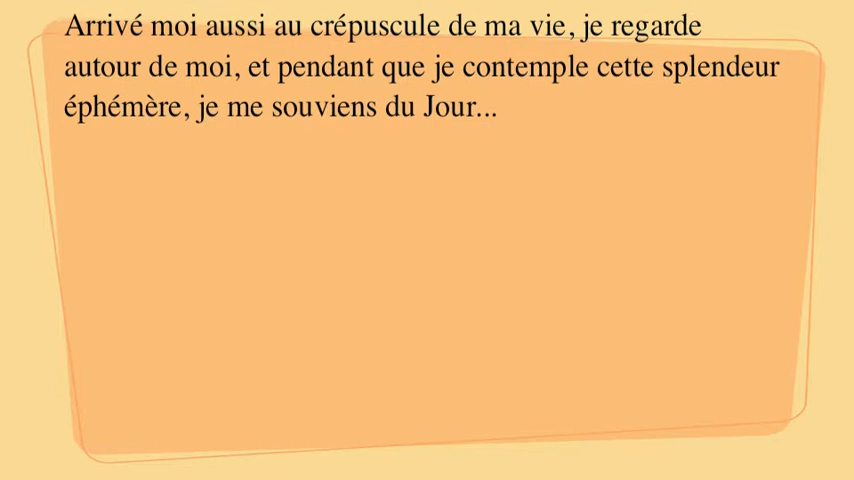 Arrivé moi aussi au crépuscule de ma vie, je regarde
autour de moi, et pendant que je contemple cette splendeur
éphémère, je me souviens du Jour...